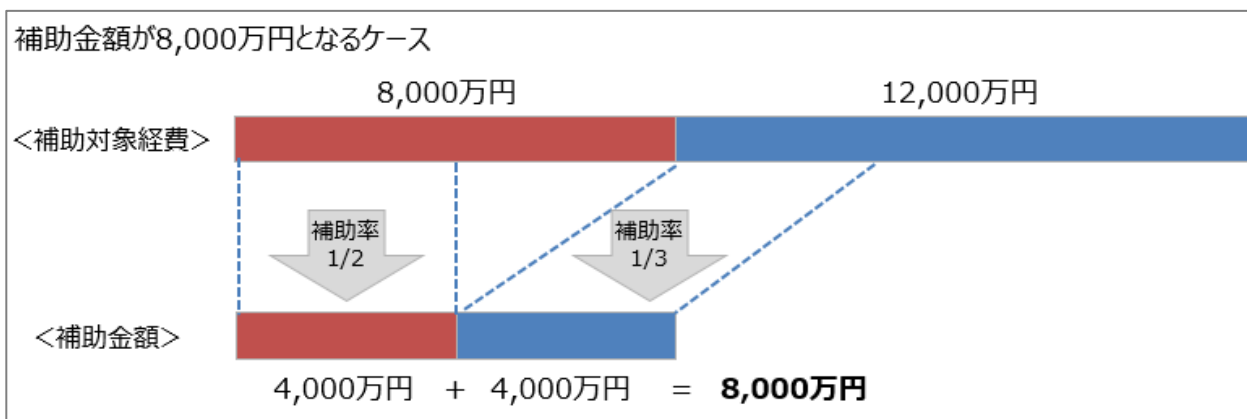 補助金額が8,000万円となるケース
8,000万円 12,000万円
＜補助対象経費＞
補助率 補助率
1/2 1/3
＜補助金額＞
4,000万円 + 4,000万円 = 8,000万円